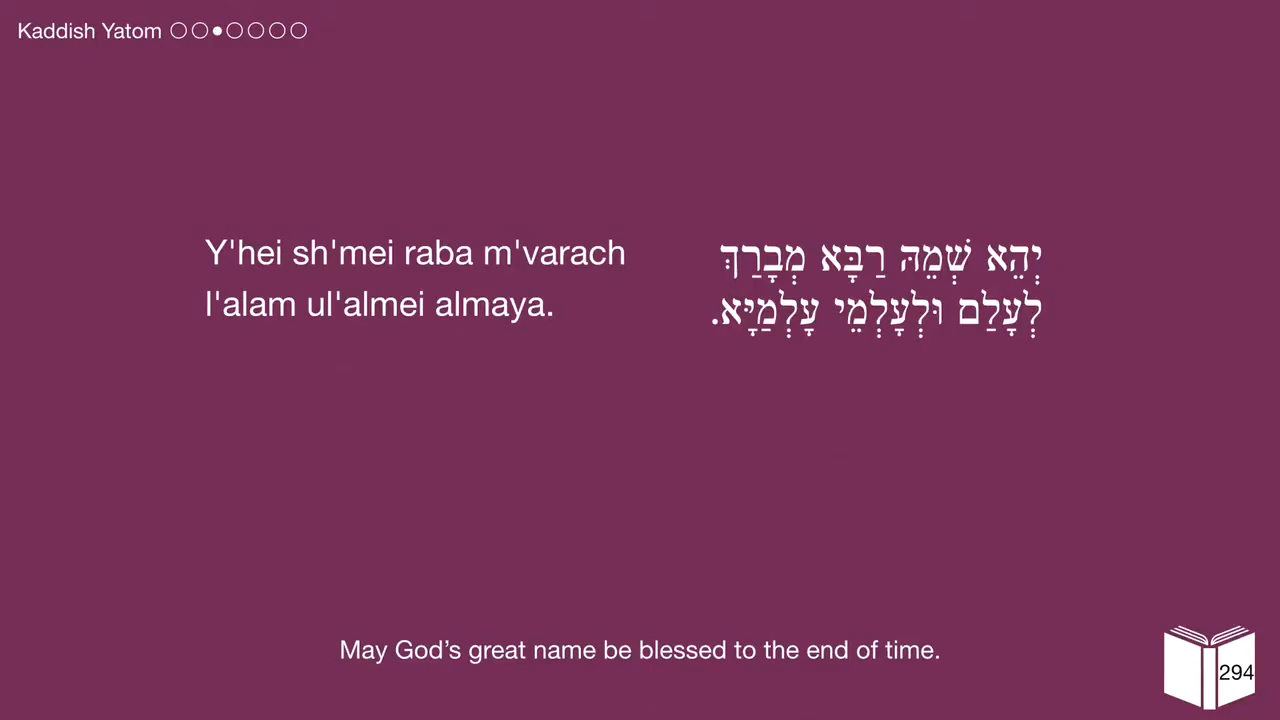 Kaddish Yatom ○○●○○○○
Y'hei sh'mei raba m'varach
l'alam ul'almei almaya.
יְהֵא שְׁמֵהּ רַבָּא מְבָרַךְ
לְעָלַם וּלְעָלְמֵי עָלְמַיָּא.
May God’s great name be blessed to the end of time.
294